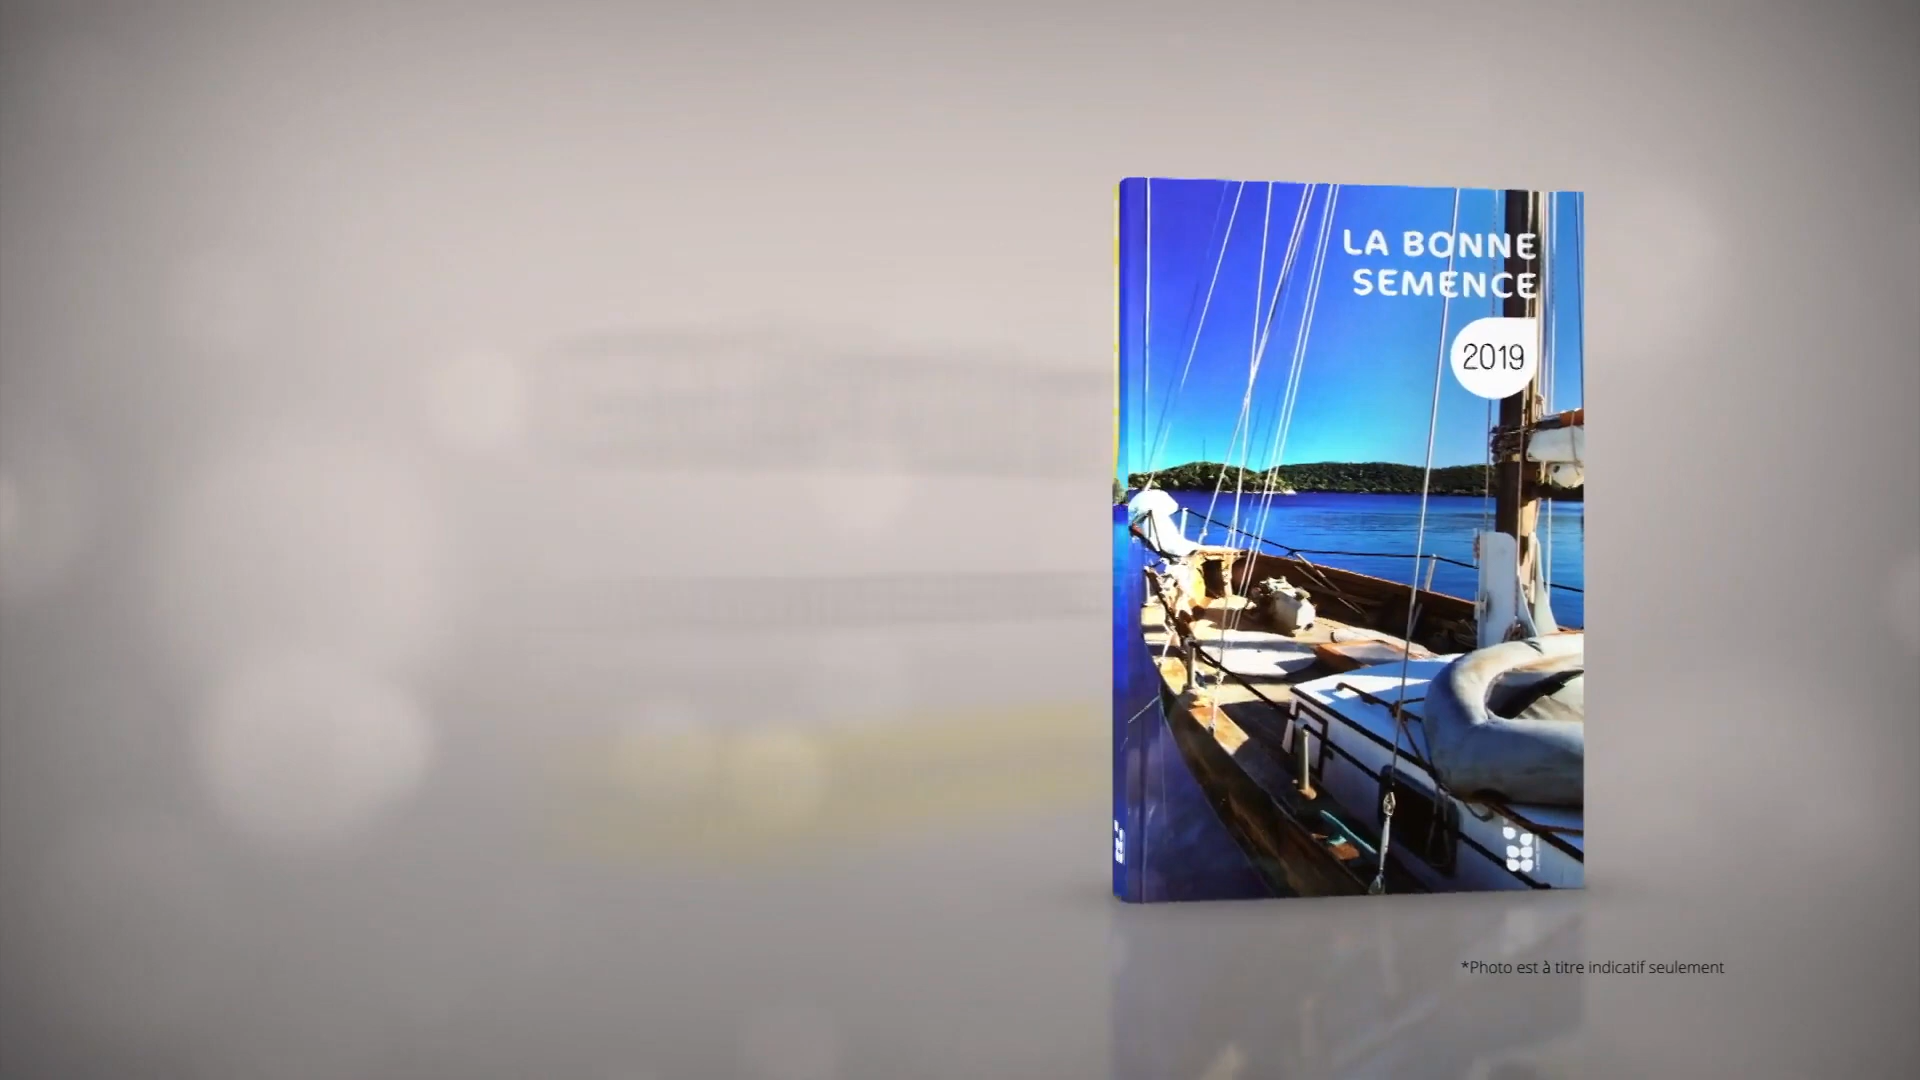 LA BONNE
SEMENCE
2019
*Photo est à titre indicatif seulement